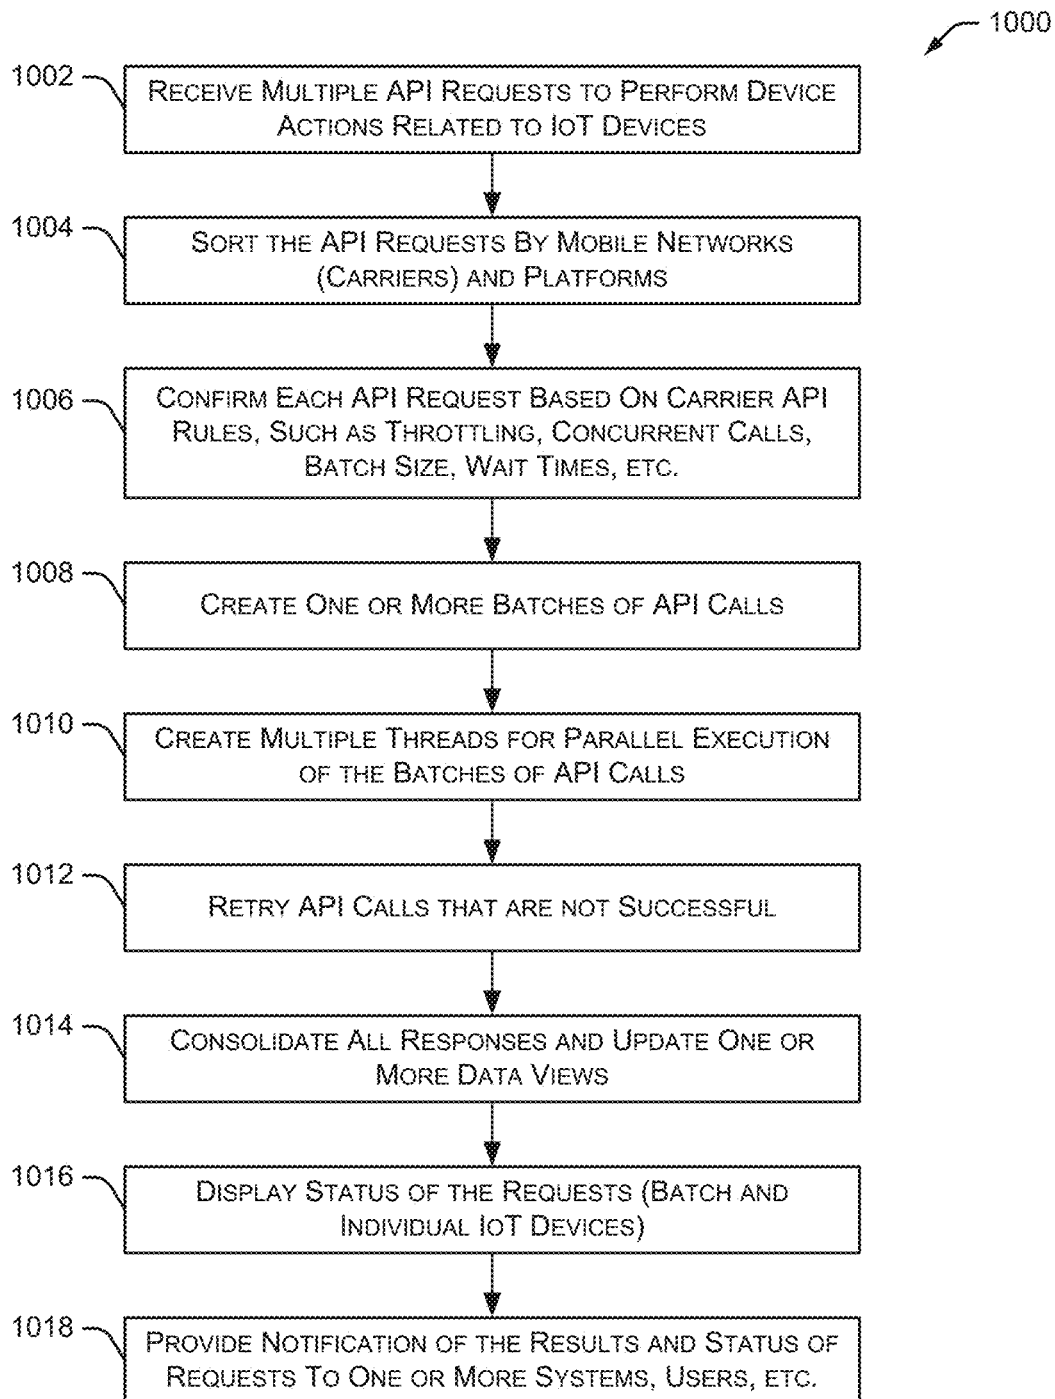 1000
1002
RECEIVE MULTIPLE API REQUESTS TO PERFORM DEVICE
ACTIONS RELATED TO IOT DEVICES
1004
SORT THE API REQUESTS BY MOBILE NETWORKS
(CARRIERS) AND PLATFORMS
1006
CONFIRM EACH API REQUEST BASED ON CARRIER API
RULES, SUCH AS THROTTLING, CONCURRENT CALLS,
BATCH SIZE, WAIT TIMES, ETC.
1008
CREATE ONE OR MORE BATCHES OF API CALLS
1010
CREATE MULTIPLE THREADS FOR PARALLEL EXECUTION
OF THE BATCHES OF API CALLS
1012
RETRY API CALLS THAT ARE NOT SUCCESSFUL
1014
CONSOLIDATE ALL RESPONSES AND UPDATE ONE OR
MORE DATA VIEWS
1016
DISPLAY STATUS OF THE REQUESTS (BATCH AND
INDIVIDUAL IOT DEVICES)
1018
PROVIDE NOTIFICATION OF THE RESULTS AND STATUS OF
REQUESTS TO ONE OR MORE SYSTEMS, USERS, ETC.